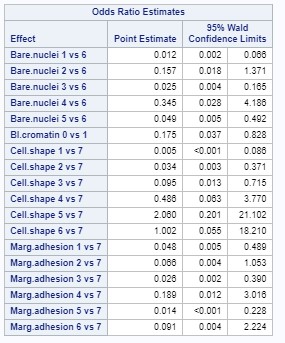 Odds Ratio Estimates
Effect Point Estimate 95% Wald Confidence Limits
Bare.nuclei 1 vs 6 0.012 0.002 0.066
Bare.nuclei 2 vs 6 0.157 0.018 1.371
Bare.nuclei 3 vs 6 0.025 0.004 0.165
Bare.nuclei 4 vs 6 0.345 0.028 4.186
Bare.nuclei 5 vs 6 0.049 0.005 0.492
Bl.cromatin 0 vs 1 0.175 0.037 0.828
Cell.shape 1 vs 7 0.005 <0.001 0.086
Cell.shape 2 vs 7 0.034 0.003 0.371
Cell.shape 3 vs 7 0.095 0.013 0.715
Cell.shape 4 vs 7 0.486 0.063 3.770
Cell.shape 5 vs 7 2.060 0.201 21.102
Cell.shape 6 vs 7 1.002 0.055 18.210
Marg.adhesion 1 vs 7 0.048 0.005 0.489
Marg.adhesion 2 vs 7 0.066 0.004 1.053
Marg.adhesion 3 vs 7 0.026 0.002 0.390
Marg.adhesion 4 vs 7 0.189 0.012 3.016
Marg.adhesion 5 vs 7 0.014 <0.001 0.228
Marg.adhesion 6 vs 7 0.091 0.004 2.224